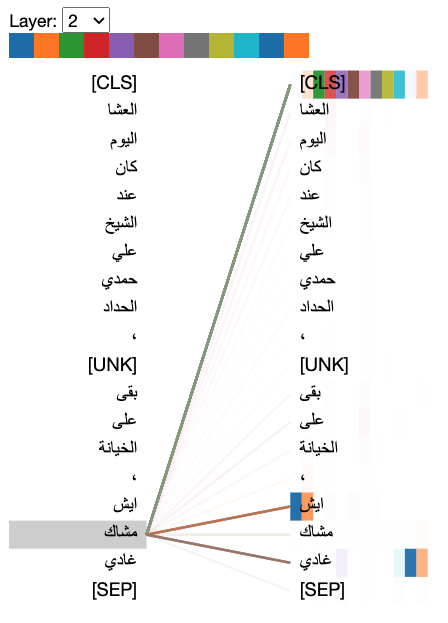 Layer: 2
[CLS] [CLS]
العشا العشا
اليوم اليوم
كان كان
عند عند
الشيخ الشيخ
علي علي
حمدي حمدي
الحداد الحداد
، ،
[UNK] [UNK]
بقى بقى
على على
الخيانة الخيانة
، ،
ايش ايش
مشاك مشاك
غادي غادي
[SEP] [SEP]